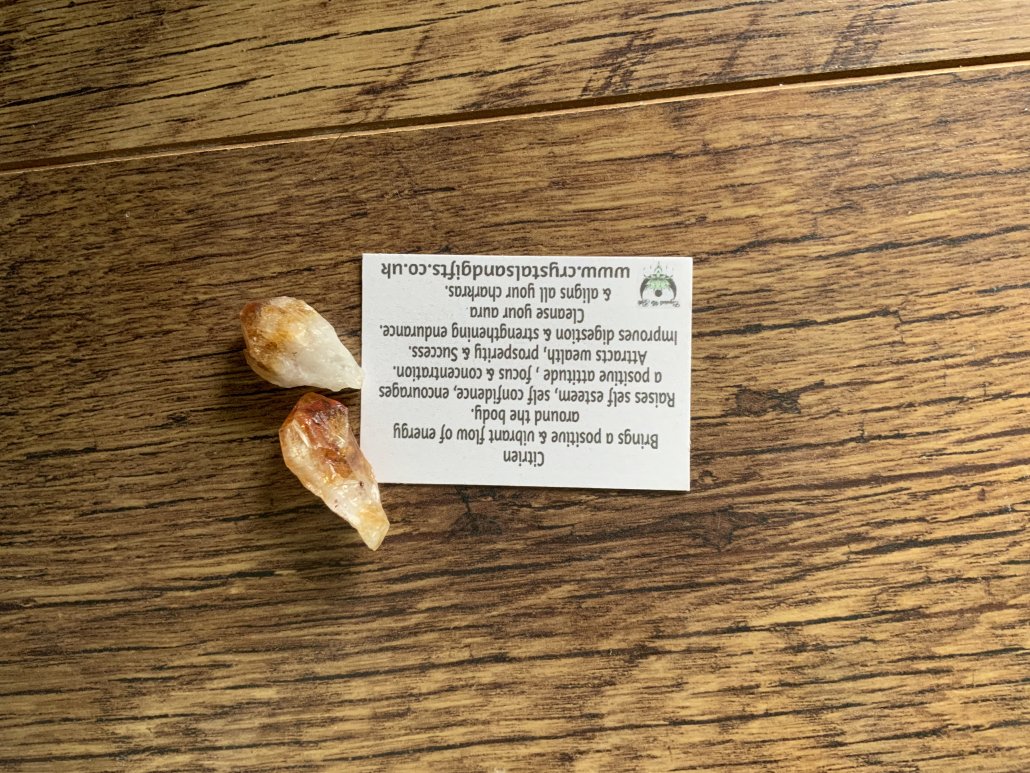 Citrien
Brings a positive & vibrant flow of energy
around the body.
Raises self esteem, self confidence, encourages
a positive attitude , focus & concentration.
Attracts wealth, prosperity & Success.
Improves digestion & strengthening endurance.
Cleanse your aura
& aligns all your charkras.
www.crystalsandgifts.co.uk